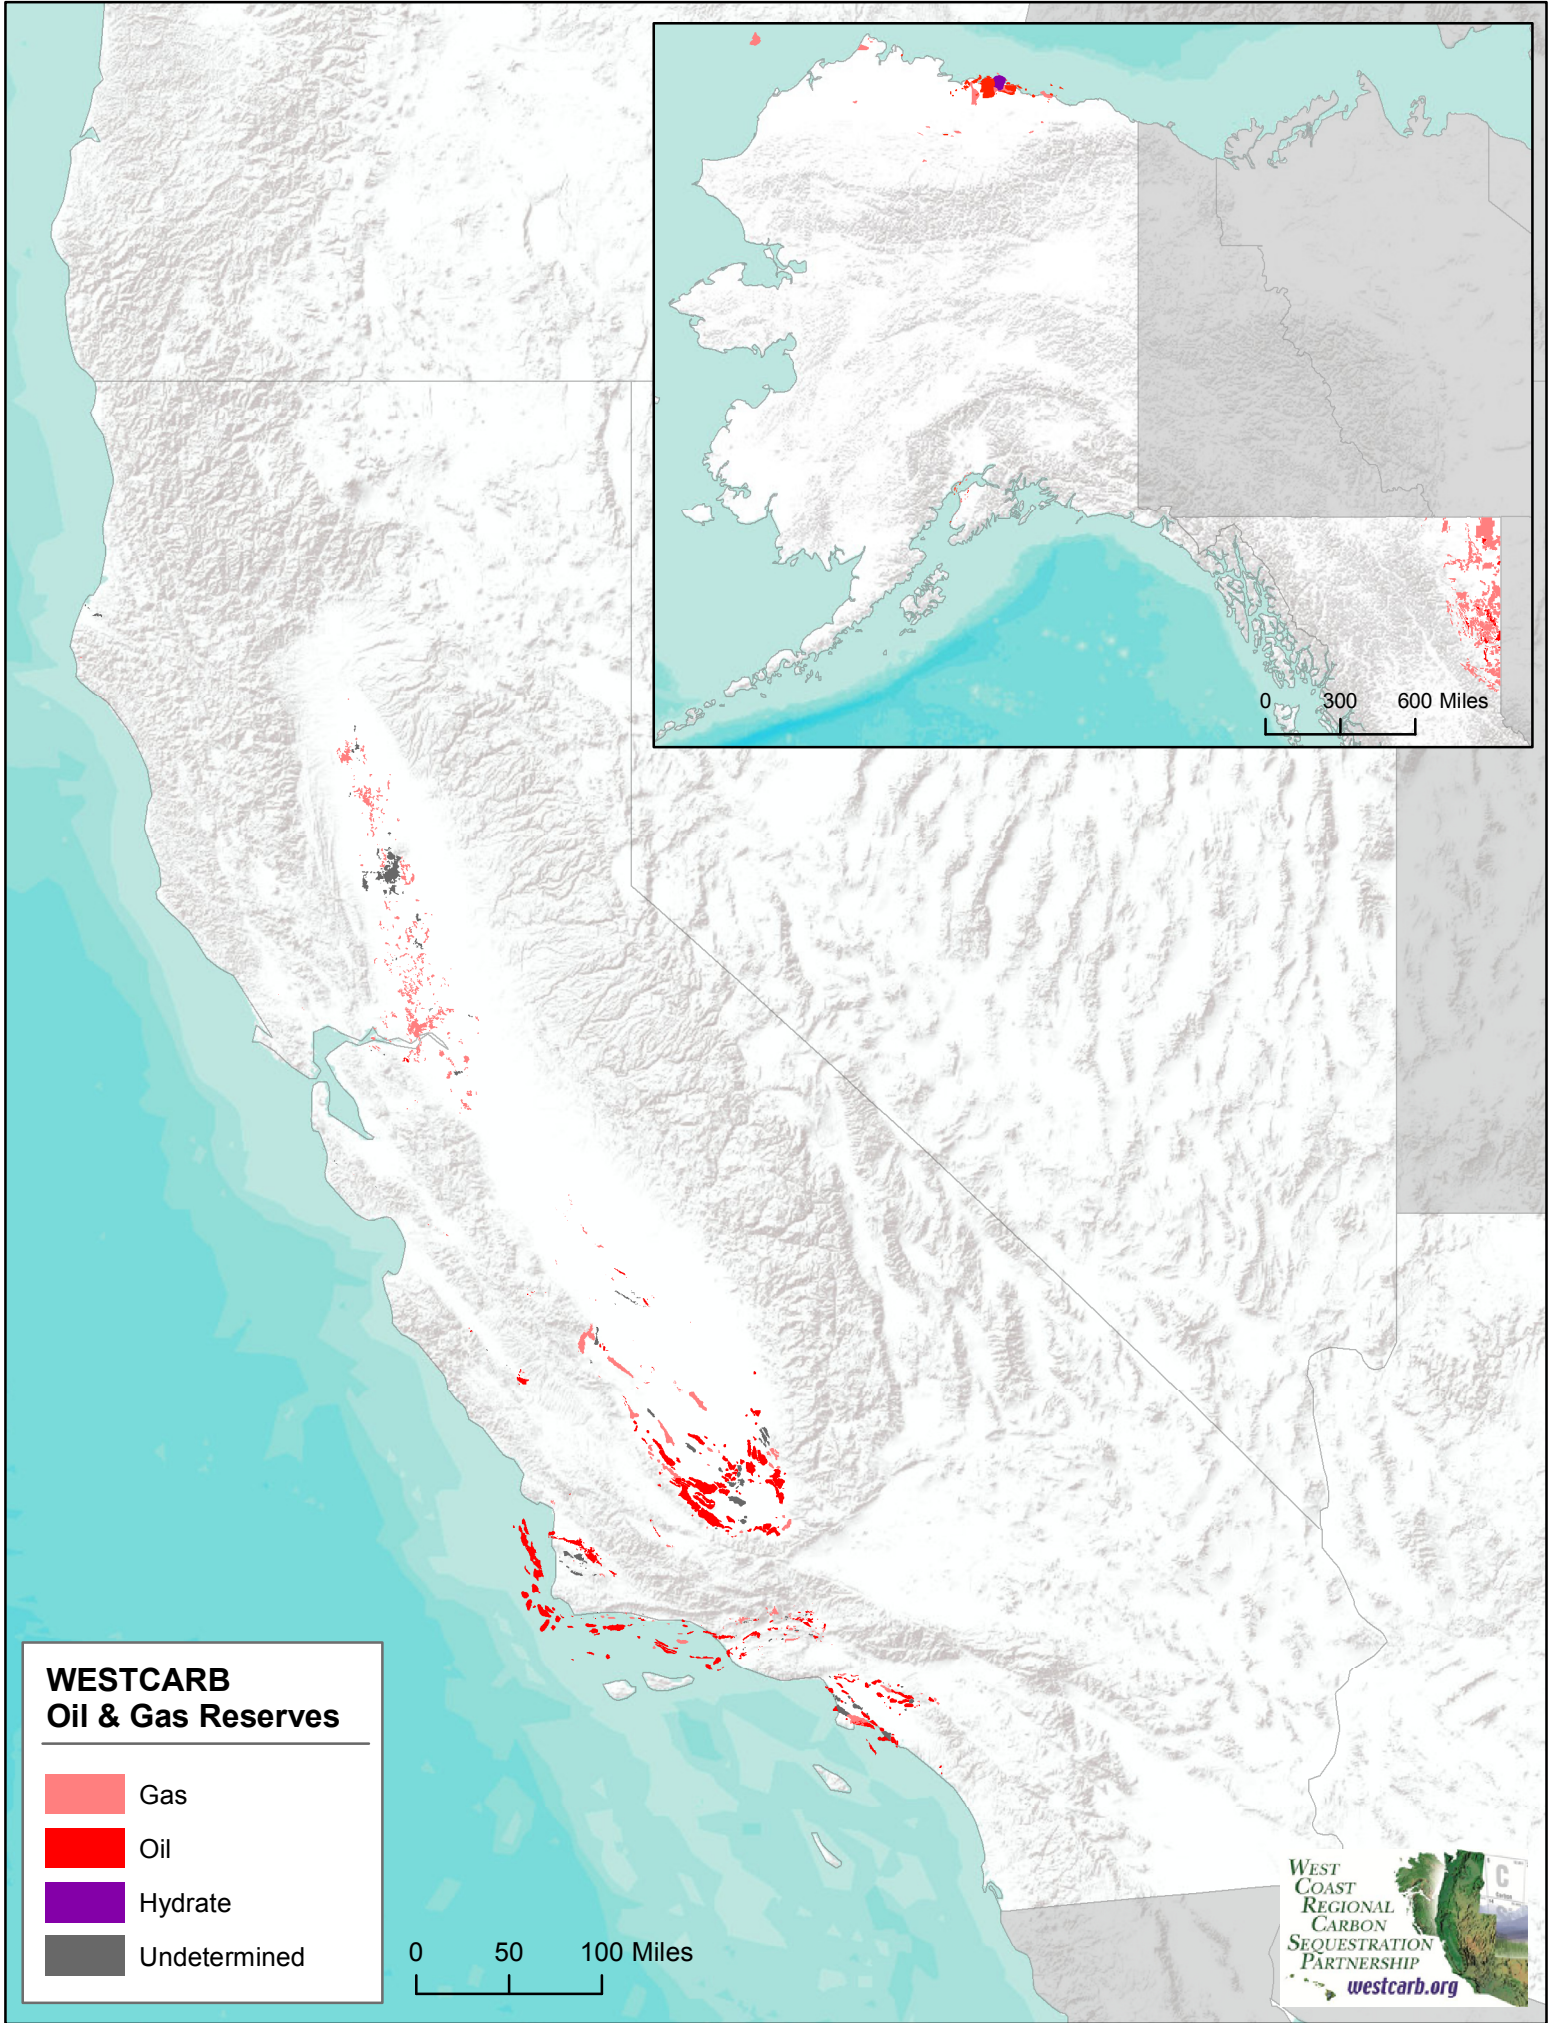 0 300 600 Miles
WESTCARB
Oil & Gas Reserves
Gas
Oil
Hydrate
Undetermined
0 50 100 Miles
WEST
COAST
REGIONAL
CARBON
SEQUESTRATION
PARTNERSHIP
westcarb.org
C